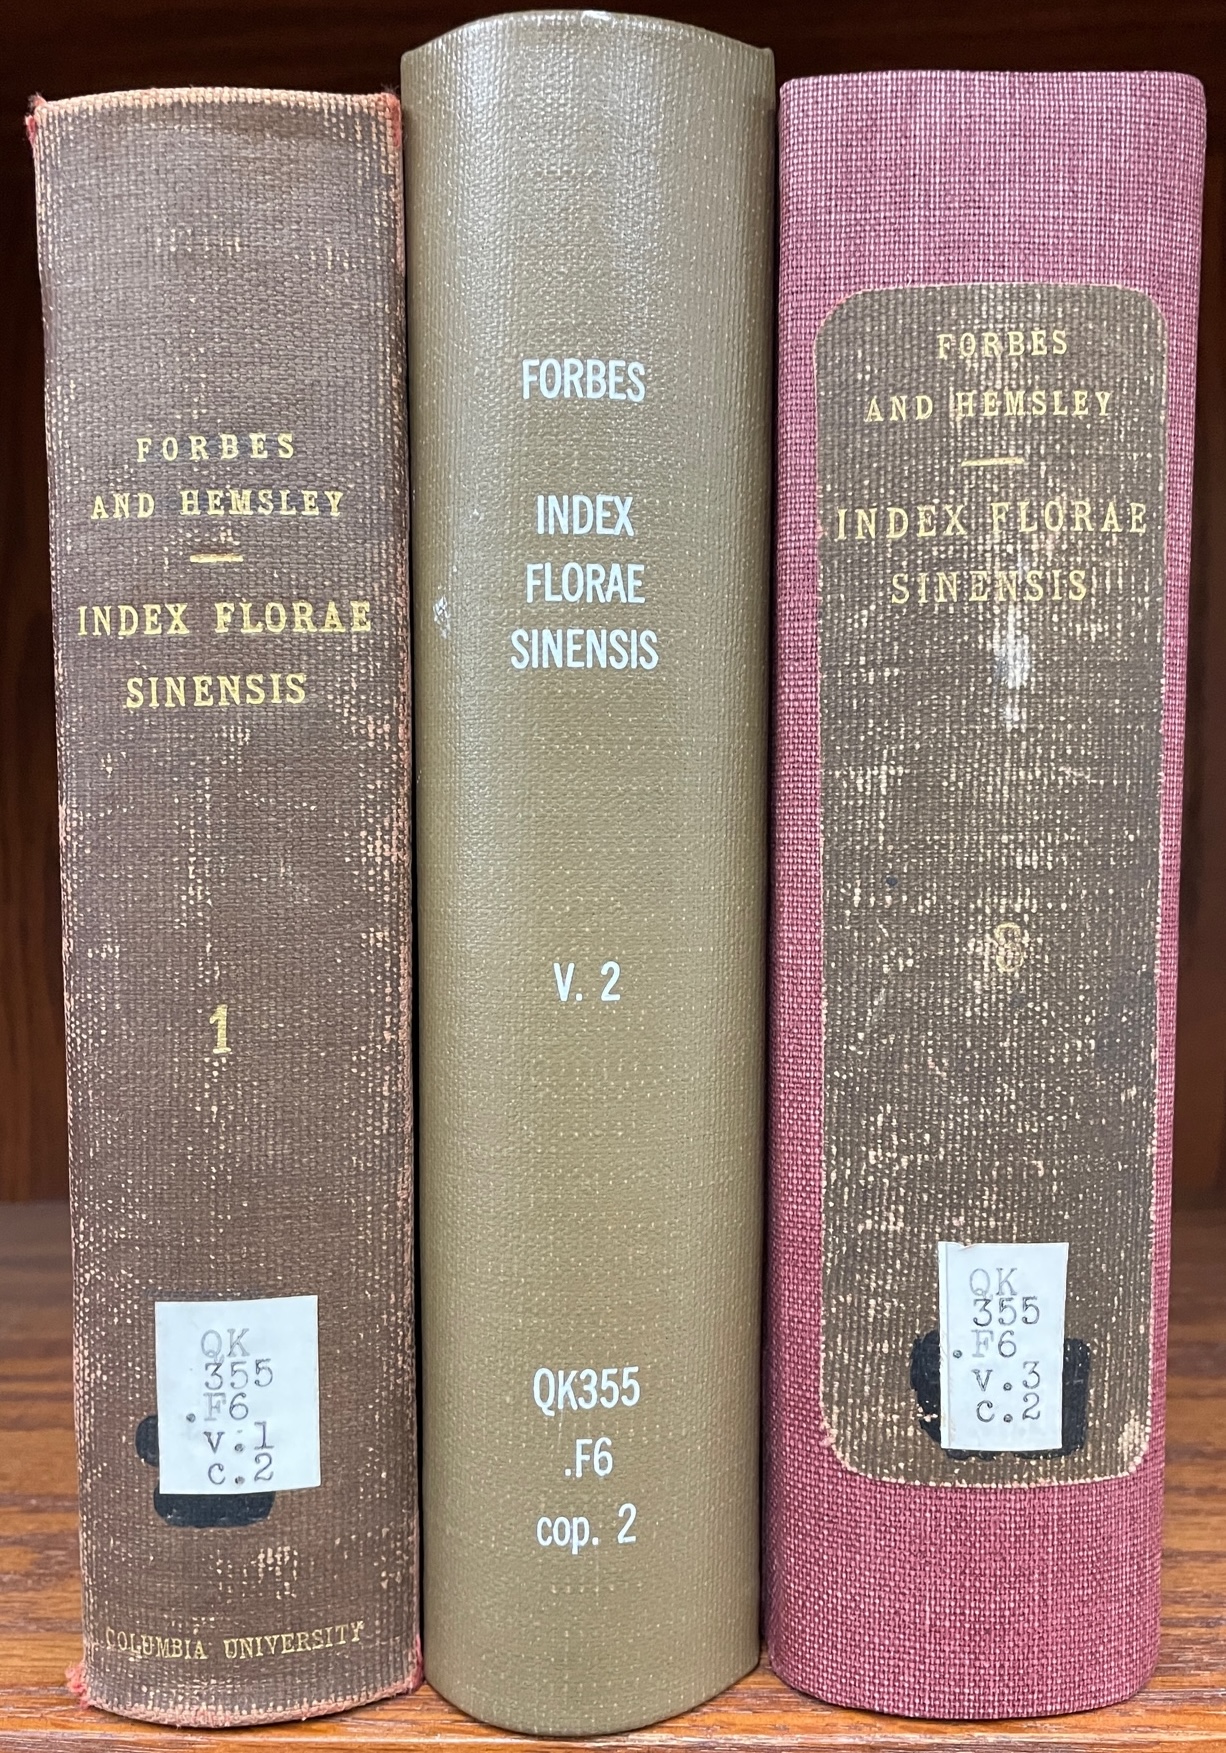 FORBES
AND HEMSLEY
INDEX FLORAE
SINENSIS
1
QK
355
.F6
v.1
c.2
COLUMBIA UNIVERSITY
FORBES
INDEX
FLORAE
SINENSIS
V. 2
QK355
.F6
cop. 2
FORBES
AND HEMSLEY
INDEX FLORAE
SINENSIS
QK
355
.F6
v.3
c.2